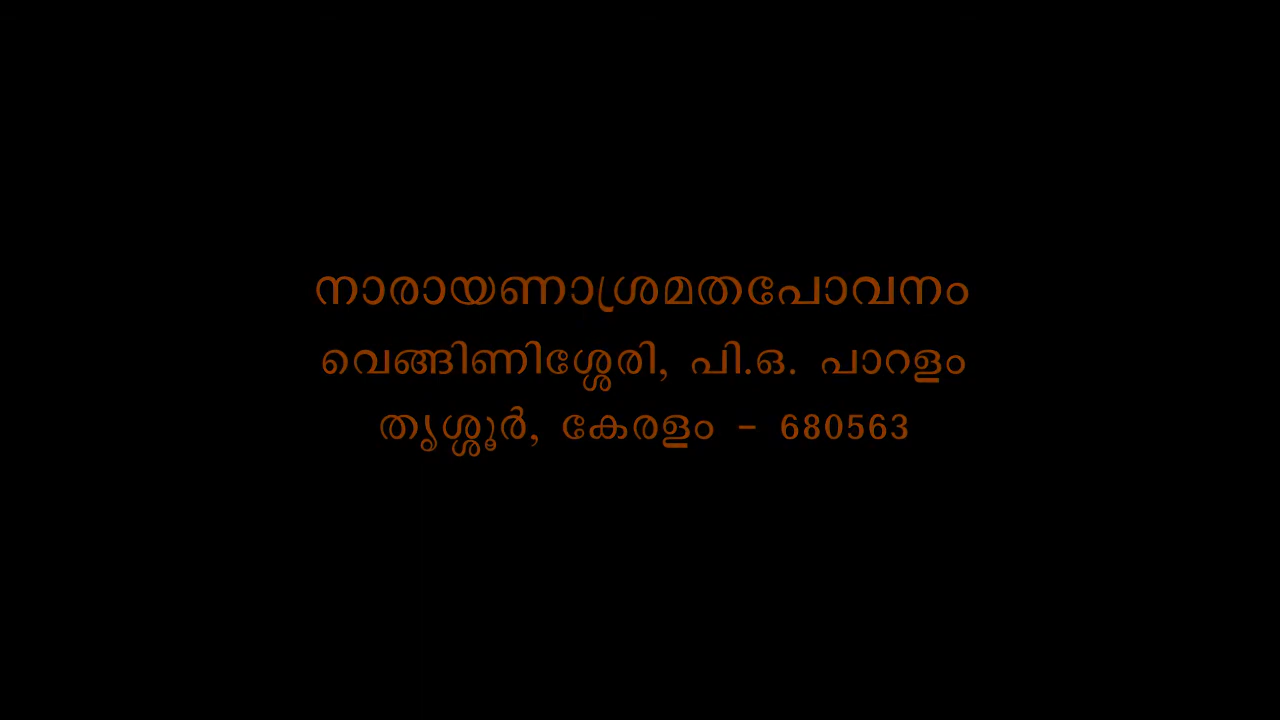 നാരായണാശ്രമതപോവനം
വെങ്ങിണിശ്ശേരി, പി.ഒ. പാറളം
തൃശ്ശൂർ, കേരളം - 680563